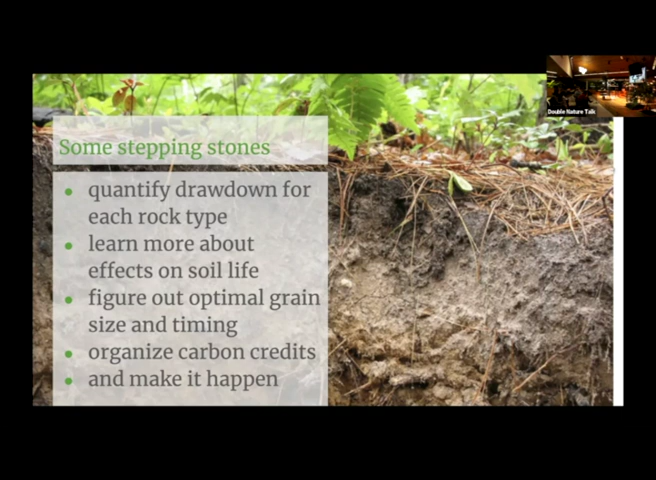 Double Nature Talk
Some stepping stones
• quantify drawdown for
each rock type
• learn more about
effects on soil life
• figure out optimal grain
size and timing
• organize carbon credits
• and make it happen